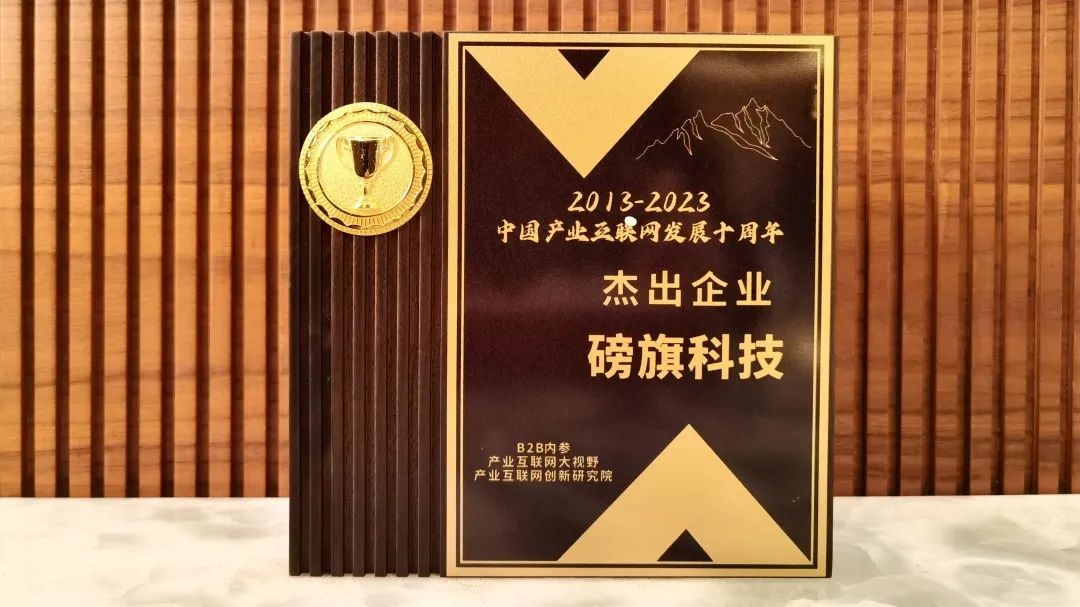 2013-2023
中国产业互联网发展十周年
杰出企业
磅旗科技
B2B内参
产业互联网大视野
产业互联网创新研究院